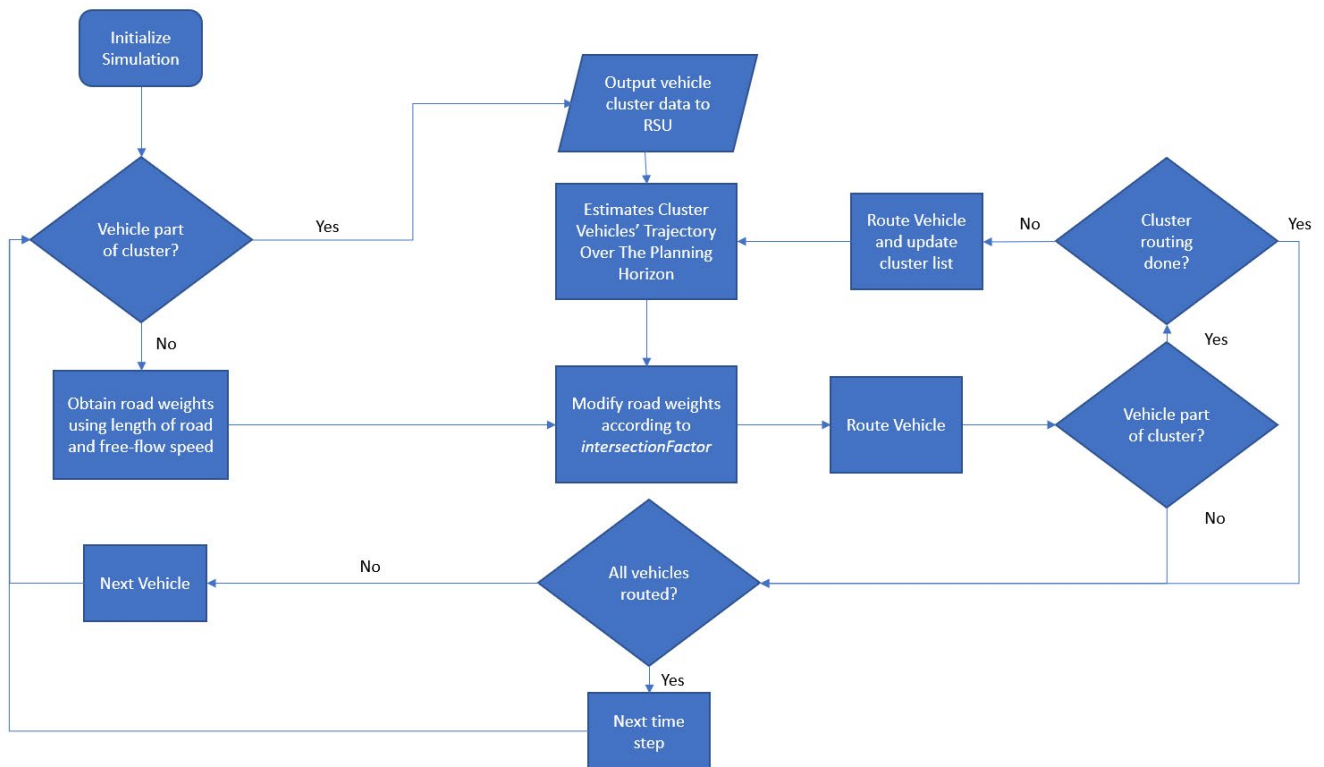 Initialize
Simulation
Output vehicle
cluster data to
RSU
Vehicle part
of cluster?
Yes
Estimates Cluster
Vehicles’ Trajectory
Over The Planning
Horizon
Route Vehicle
and update
cluster list
No
Cluster
routing
done?
Yes
No
Yes
Obtain road weights
using length of road
and free-flow speed
Modify road weights
according to
intersectionFactor
Route Vehicle
Vehicle part
of cluster?
No
Next Vehicle
No
All vehicles
routed?
Yes
Next time
step